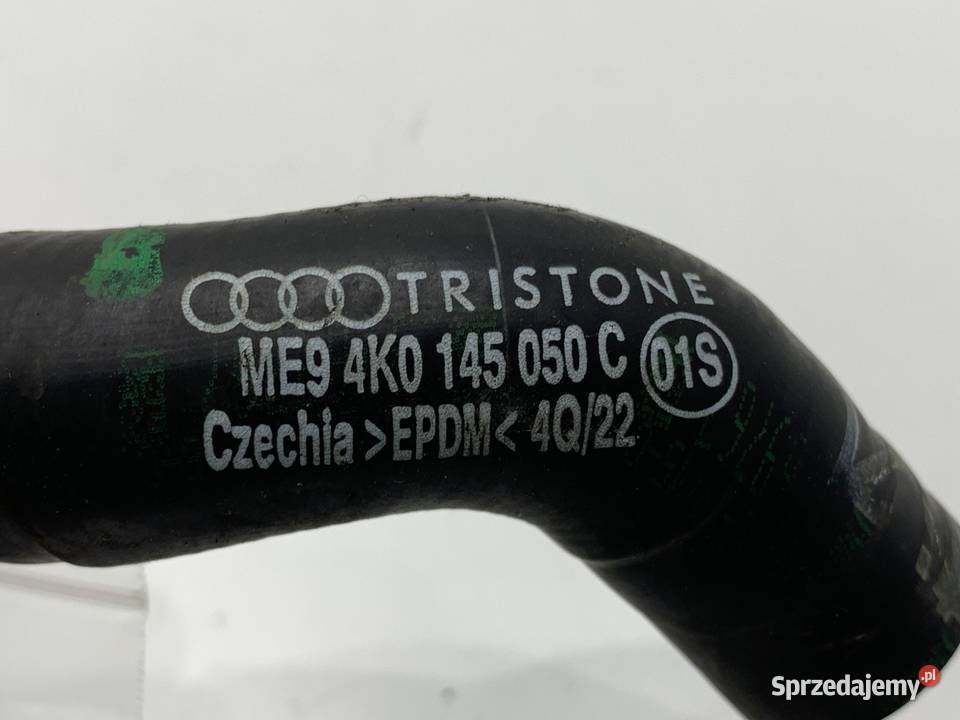 TRISTONE
ME9 4K0 145 050 C 01S
Czechia >EPDM< 4Q/22
Sprzedajemy.pl